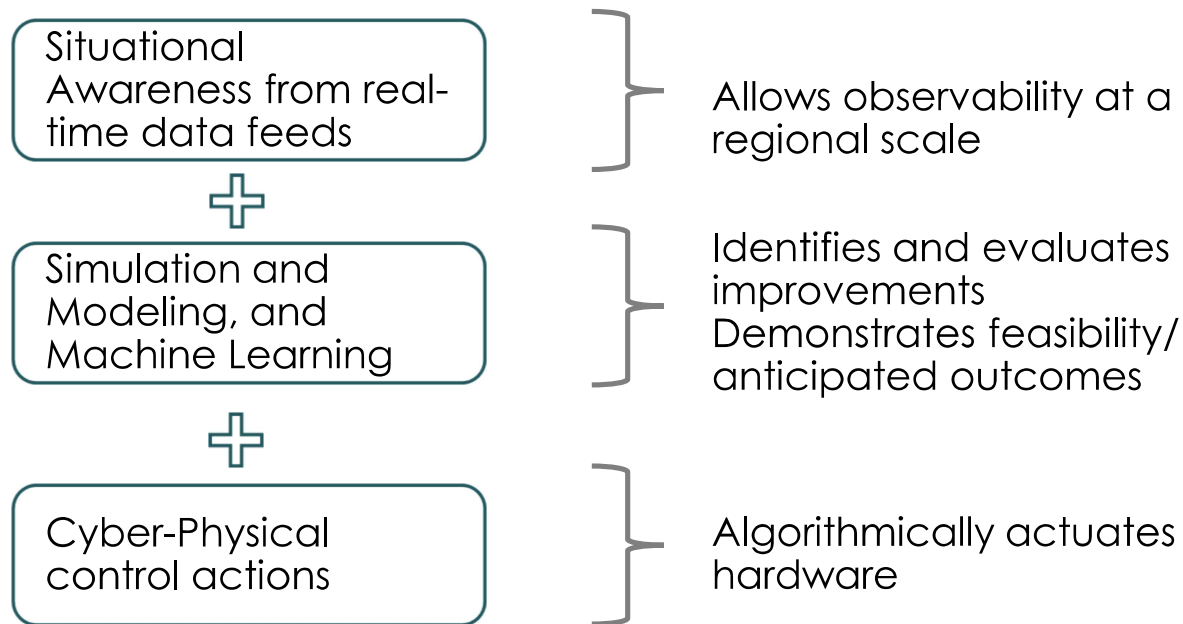 Situational
Awareness from real-
time data feeds
Allows observability at a
regional scale
Simulation and
Modeling, and
Machine Learning
Identifies and evaluates
improvements
Demonstrates feasibility/
anticipated outcomes
Cyber-Physical
control actions
Algorithmically actuates
hardware